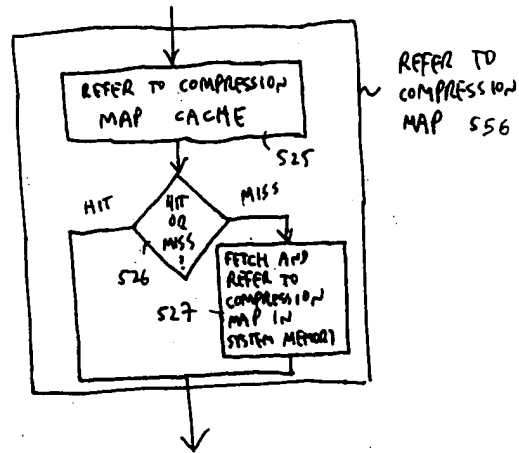 REFER TO COMPRESSION
MAP CACHE
525
REFER TO
COMPRESSION
MAP 556
HIT
MISS
HIT
OR
MISS
?
526
FETCH AND
REFER TO
COMPRESSION
MAP IN
SYSTEM MEMORY
527